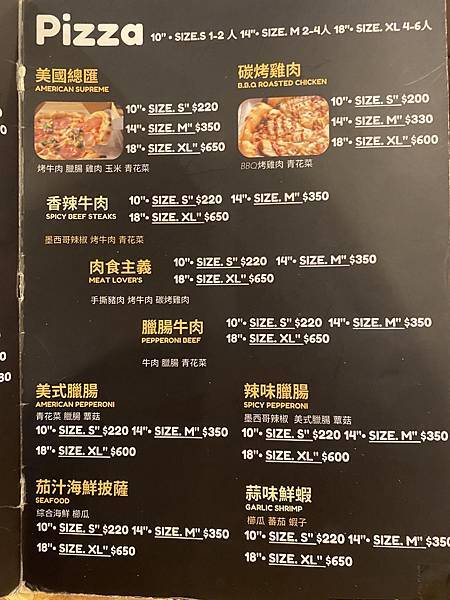 Pizza 10" • SIZE.S 1-2 人 14"• SIZE. M 2-4人 18"• SIZE. XL 4-6人
美國總匯
AMERICAN SUPREME
10"• SIZE. S" $220
14"• SIZE. M" $350
18"• SIZE. XL" $650
烤牛肉 臘腸 雞肉 玉米 青花菜
碳烤雞肉
B.B.Q ROASTED CHICKEN
10"• SIZE. S" $200
14"• SIZE. M" $330
18"• SIZE. XL" $600
BBQ烤雞肉 青花菜
香辣牛肉
SPICY BEEF STEAKS
10"• SIZE. S" $220 14"• SIZE. M" $350
18"• SIZE. XL" $650
墨西哥辣椒 烤牛肉 青花菜
肉食主義
MEAT LOVER'S
10"• SIZE. S" $220 14"• SIZE. M" $350
18"• SIZE. XL" $650
手撕豬肉 烤牛肉 碳烤雞肉
臘腸牛肉
PEPPERONI BEEF
10"• SIZE. S" $220 14"• SIZE. M" $350
18"• SIZE. XL" $650
牛肉 臘腸 青花菜
美式臘腸
AMERICAN PEPPERONI
青花菜 臘腸 蘑菇
10"• SIZE. S" $220 14"• SIZE. M" $350
18"• SIZE. XL" $600
辣味臘腸
SPICY PEPPERONI
墨西哥辣椒 美式臘腸 蘑菇
10"• SIZE. S" $220 14"• SIZE. M" $350
18"• SIZE. XL" $600
茄汁海鮮披薩
SEAFOOD
綜合海鮮 櫛瓜
10"• SIZE. S" $220 14"• SIZE. M" $350
18"• SIZE. XL" $650
蒜味鮮蝦
GARLIC SHRIMP
櫛瓜 蕃茄 蝦子
10"• SIZE. S" $220 14"• SIZE. M" $350
18"• SIZE. XL" $650